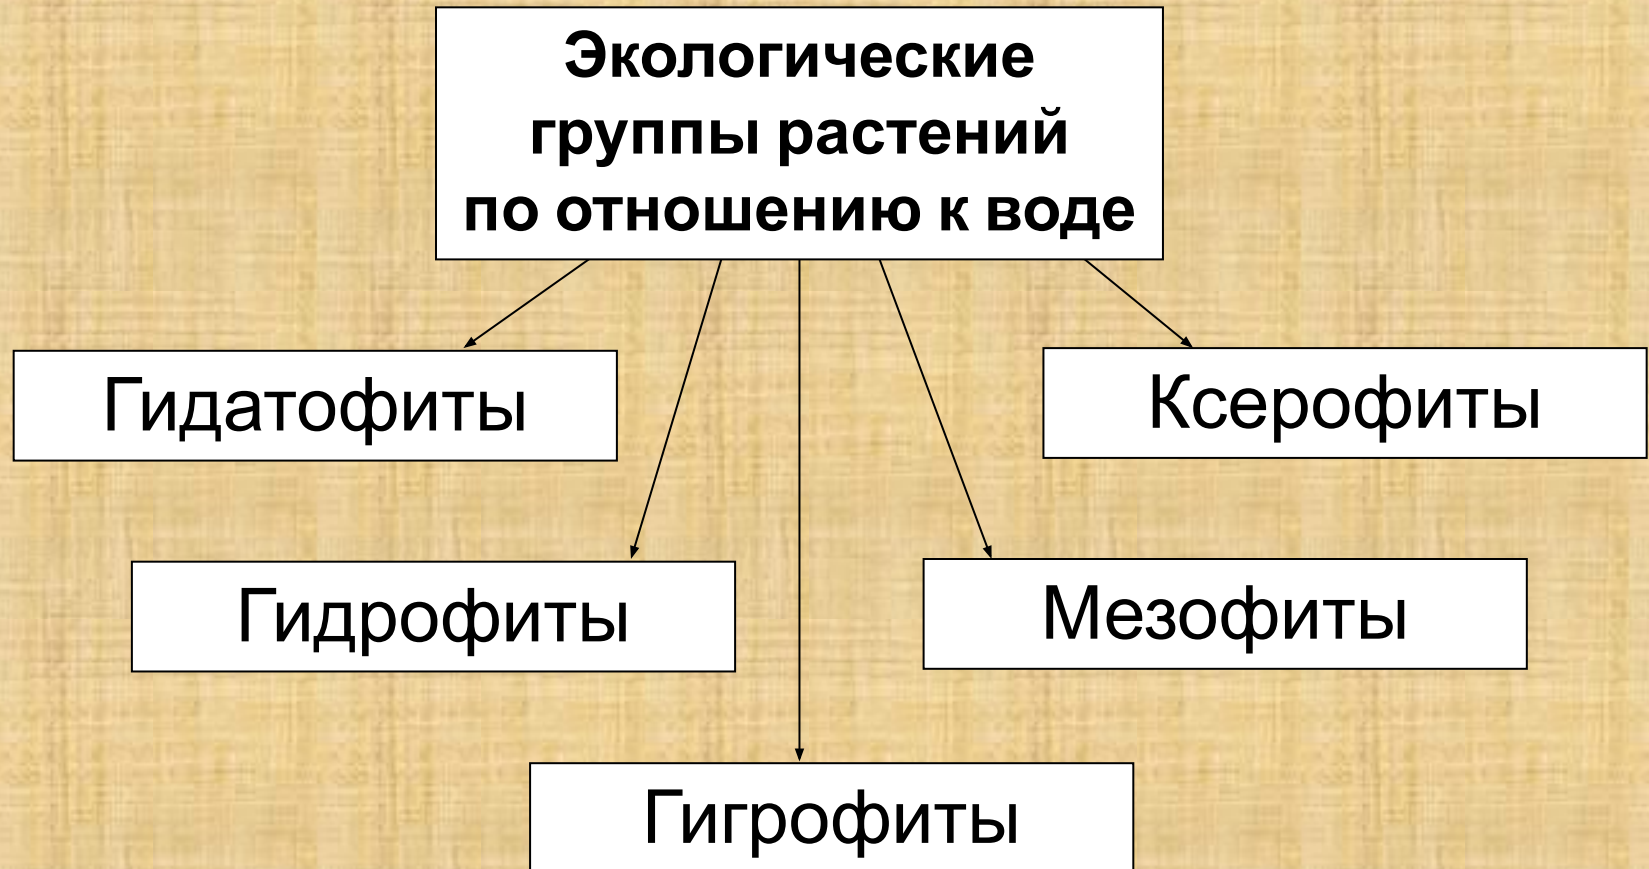 Экологические
группы растений
по отношению к воде
Гидатофиты
Ксерофиты
Гидрофиты
Мезофиты
Гигрофиты